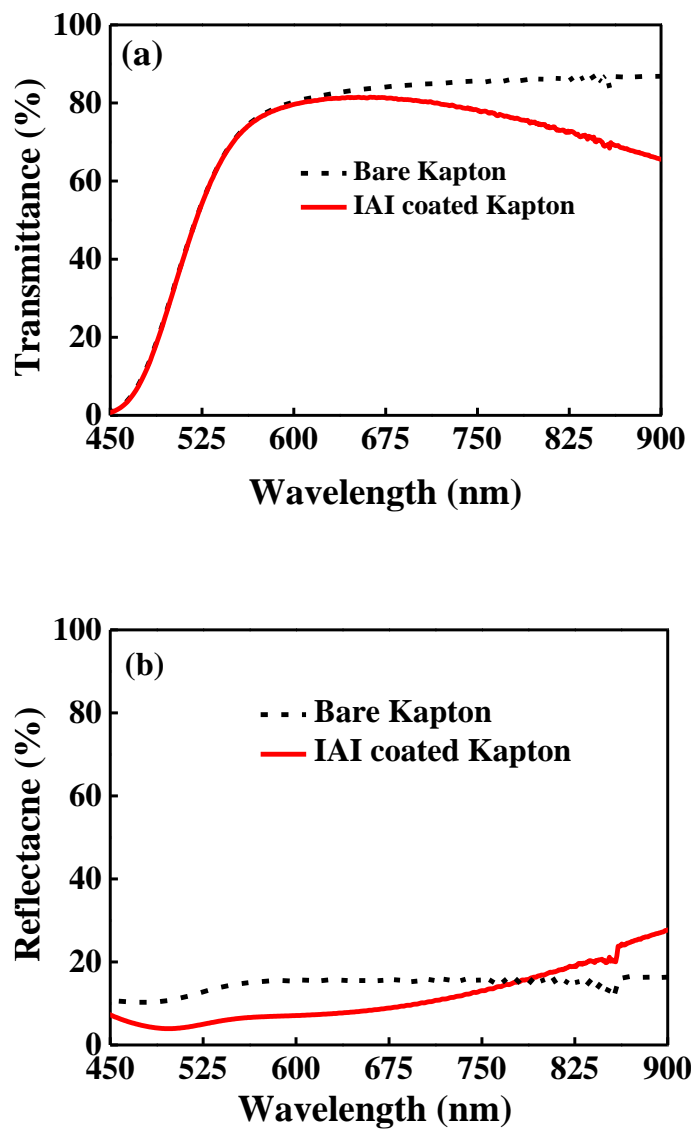 100
(a)
80
Bare Kapton
60
IAI coated Kapton
40
20
0
Transmittance (%)
450 525 600 675 750 825 900
Wavelength (nm)
100
(b)
80
Bare Kapton
IAI coated Kapton
60
40
20
0
Reflectacne (%)
450 525 600 675 750 825 900
Wavelength (nm)